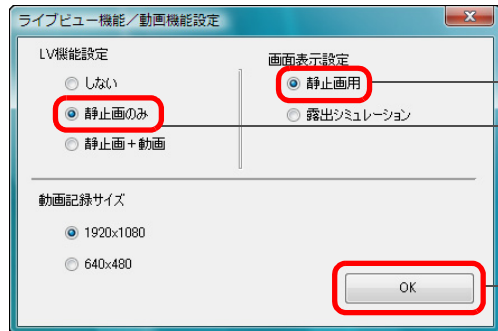 ライブビュー機能／動画機能設定
LV機能設定
しない
静止画のみ
静止画＋動画
画面表示設定
静止画用
露出シミュレーション
動画記録サイズ
1920x1080
640x480
OK